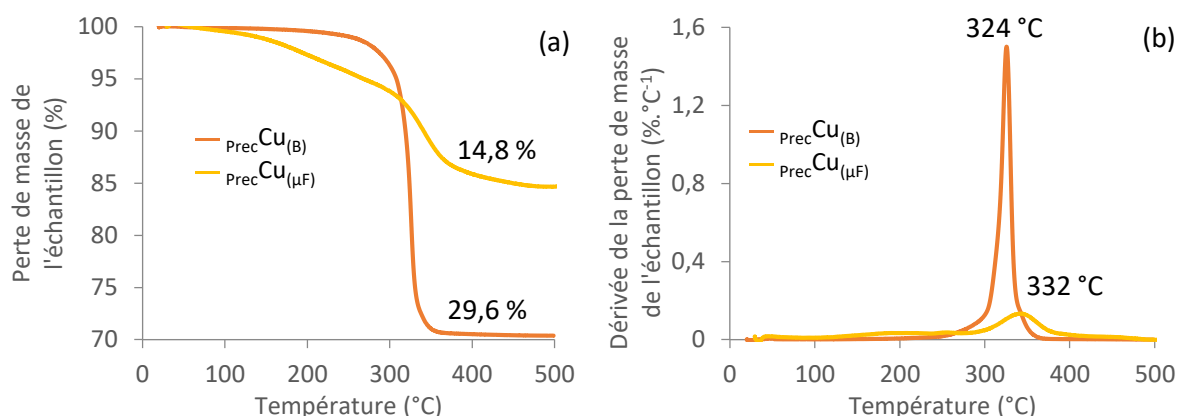 (a)
100
95
90
85
80
75
70
0
100
200
300
400
500
Perte de masse de
l'échantillon (%)
Température (°C)
PrecCu(B)
PrecCu(µF)
14,8 %
29,6 %
(b)
1,6
1,2
0,8
0,4
0
0
100
200
300
400
500
Dérivée de la perte de masse
de l'échantillon (%.°C-1)
Température (°C)
PrecCu(B)
PrecCu(µF)
324 °C
332 °C